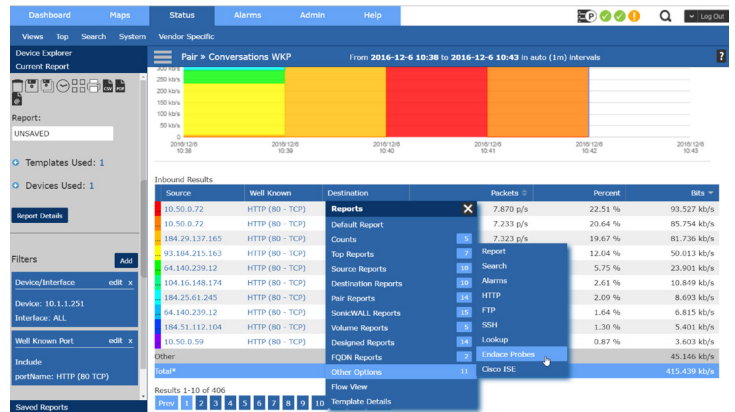 Dashboard Maps Status Alarms Admin Help
P
Log Out
Views Top Search System Vendor Specific
Device Explorer
Current Report
Pair » Conversations WKP
From 2016-12-6 10:38 to 2016-12-6 10:43 in auto (1m) intervals
?
CSV PDF
Report:
UNSAVED
Templates Used: 1
Devices Used: 1
Report Details
Filters
Add
Device/Interface edit x
Device: 10.1.1.251
Interface: ALL
Well Known Port edit x
Include
portName: HTTP (80 TCP)
Saved Reports
300 kb/s
250 kb/s
200 kb/s
150 kb/s
100 kb/s
50 kb/s
0
2016/12/6 2016/12/6 2016/12/6 2016/12/6 2016/12/6 2016/12/6
10:38 10:39 10:40 10:41 10:42 10:43
Inbound Results
Source Well Known Destination Packets Percent Bits
10.50.0.72 HTTP (80 - TCP) 7.870 p/s 22.51 % 93.527 kb/s
10.50.0.72 HTTP (80 - TCP) 7.233 p/s 20.64 % 85.754 kb/s
184.29.137.165 HTTP (80 - TCP) 7.323 p/s 19.67 % 81.736 kb/s
93.184.215.163 HTTP (80 - TCP) 12.04 % 50.013 kb/s
64.140.239.12 HTTP (80 - TCP) 5.75 % 23.901 kb/s
104.16.148.174 HTTP (80 - TCP) 2.61 % 10.849 kb/s
184.25.61.245 HTTP (80 - TCP) 2.09 % 8.693 kb/s
64.140.239.12 HTTP (80 - TCP) 1.64 % 6.815 kb/s
184.51.112.104 HTTP (80 - TCP) 1.30 % 5.401 kb/s
10.50.0.59 HTTP (80 - TCP) 0.87 % 3.603 kb/s
Other 45.146 kb/s
Total* 415.439 kb/s
Results 1-10 of 406
Prev 1 2 3 4 5 6 7 8 9 10
Reports
Default Report
Counts 5
Top Reports 7
Source Reports 10
Destination Reports 10
Pair Reports 14
SonicWALL Reports 15
Volume Reports 5
Designed Reports 14
FQDN Reports 2
Other Options 11
Flow View
Template Details
Report
Search
Alarms
HTTP
FTP
SSH
Lookup
Endace Probes
Cisco ISE